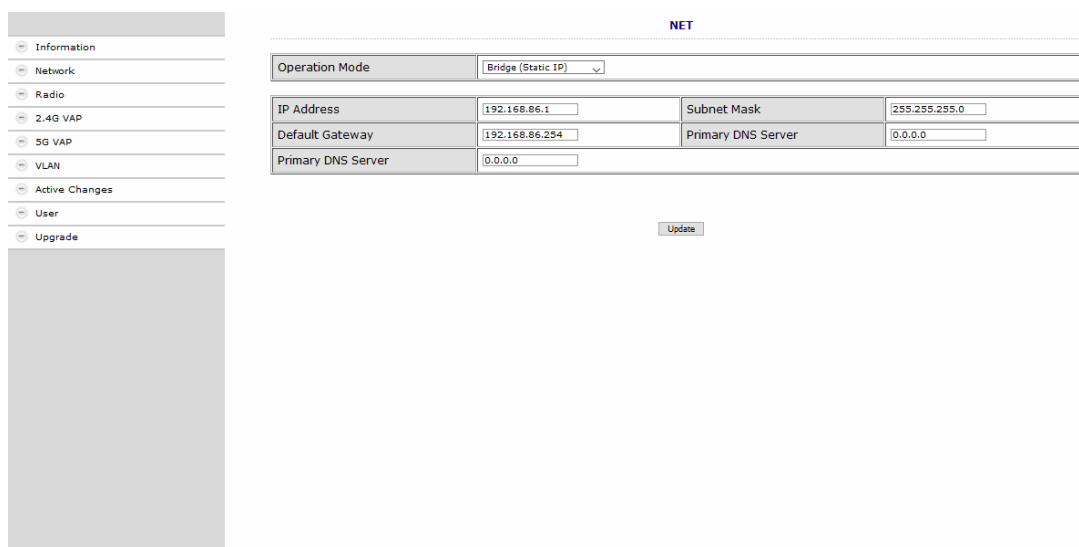 NET
Information
Network
Radio
2.4G VAP
5G VAP
VLAN
Active Changes
User
Upgrade
Operation Mode Bridge (Static IP)
IP Address 192.168.86.1 Subnet Mask 255.255.255.0
Default Gateway 192.168.86.254 Primary DNS Server 0.0.0.0
Primary DNS Server 0.0.0.0
Update